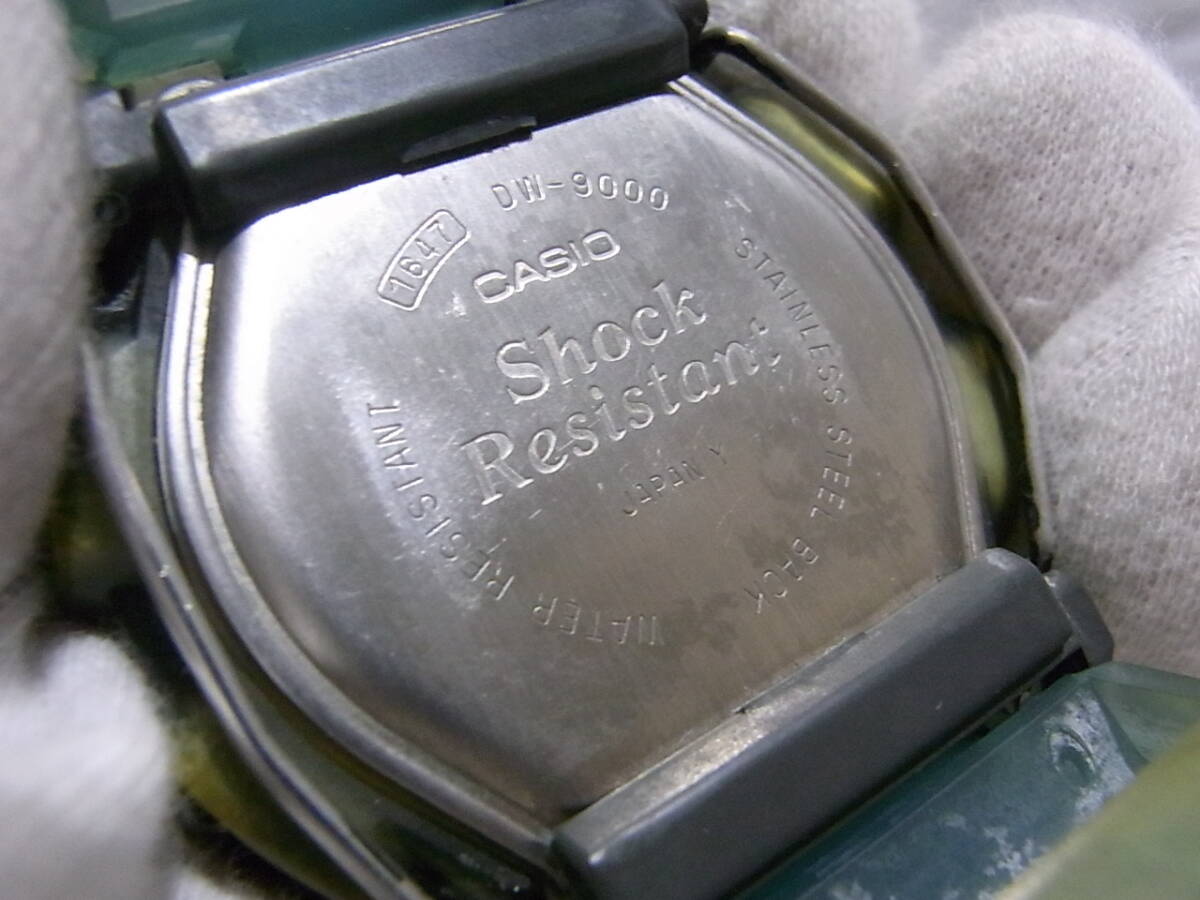 DW-9000
1647
CASIO
Shock
Resistant
JAPAN Y
STAINLESS STEEL BACK
WATER RESISTANT